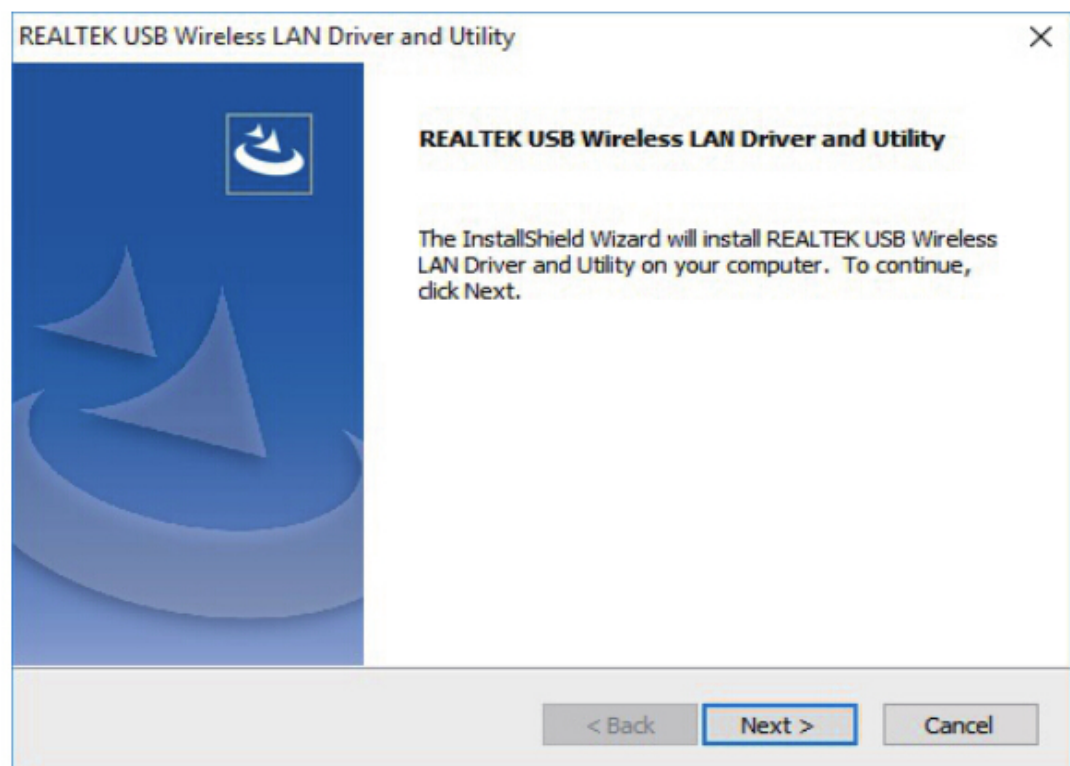 REALTEK USB Wireless LAN Driver and Utility
REALTEK USB Wireless LAN Driver and Utility
The InstallShield Wizard will install REALTEK USB Wireless
LAN Driver and Utility on your computer. To continue,
click Next.
< Back
Next >
Cancel